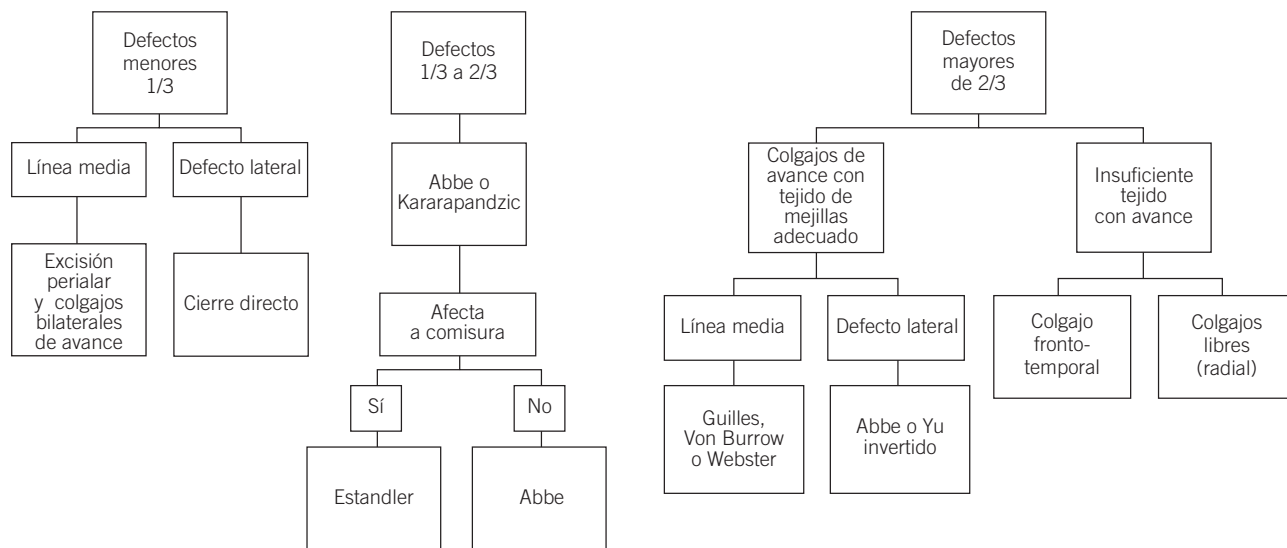 Defectos
menores
1/3
Línea media
Defecto lateral
Excisión
perialar
y colgajos
bilaterales
de avance
Cierre directo
Defectos
1/3 a 2/3
Abbe o
Kararapandzic
Afecta
a comisura
Sí
No
Estandler
Abbe
Defectos
mayores
de 2/3
Colgajos de
avance con
tejido de
mejillas
adecuado
Insuficiente
tejido
con avance
Línea media
Defecto lateral
Guilles,
Von Burrow
o Webster
Abbe o Yu
invertido
Colgajo
fronto-
temporal
Colgajos
libres
(radial)